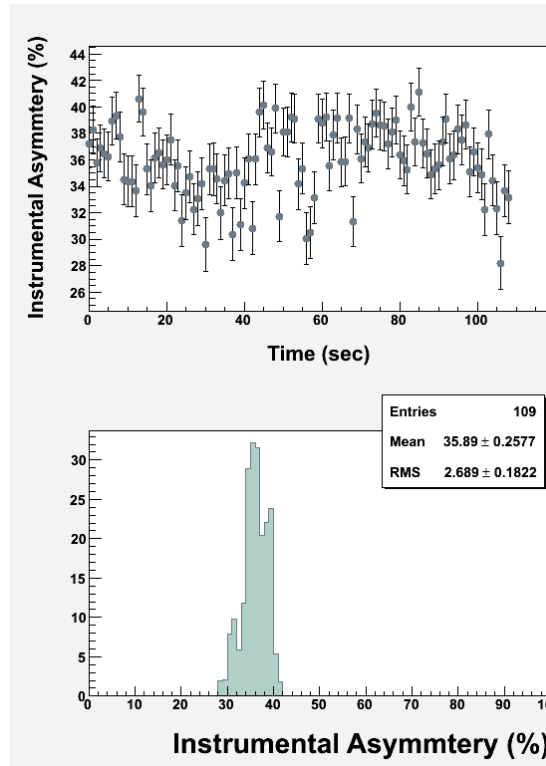 Instrumental Asymmtery (%)
44
42
40
38
36
34
32
30
28
26
0 20 40 60 80 100
Time (sec)
Entries 109
Mean 35.89 ± 0.2577
RMS 2.689 ± 0.1822
30
25
20
15
10
5
0
0 10 20 30 40 50 60 70 80 90
Instrumental Asymmtery (%)